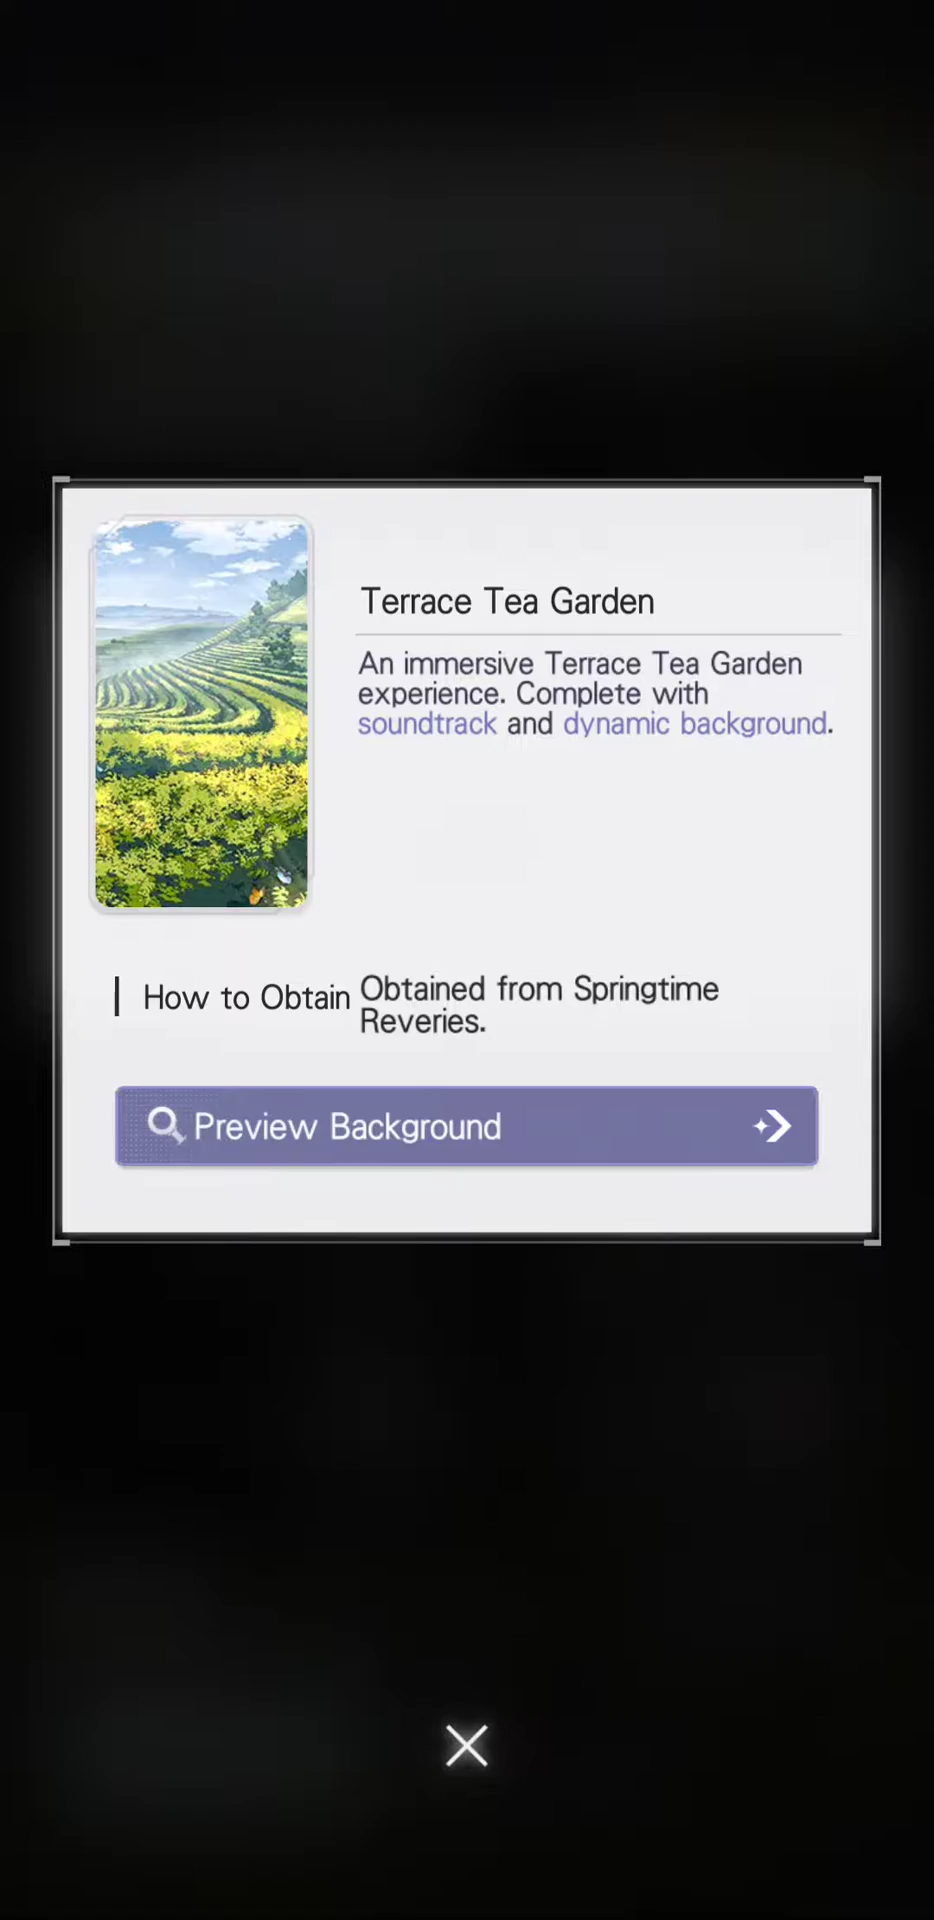 Terrace Tea Garden
An immersive Terrace Tea Garden
experience. Complete with
soundtrack and dynamic background.
How to Obtain
Obtained from Springtime
Reveries.
Preview Background